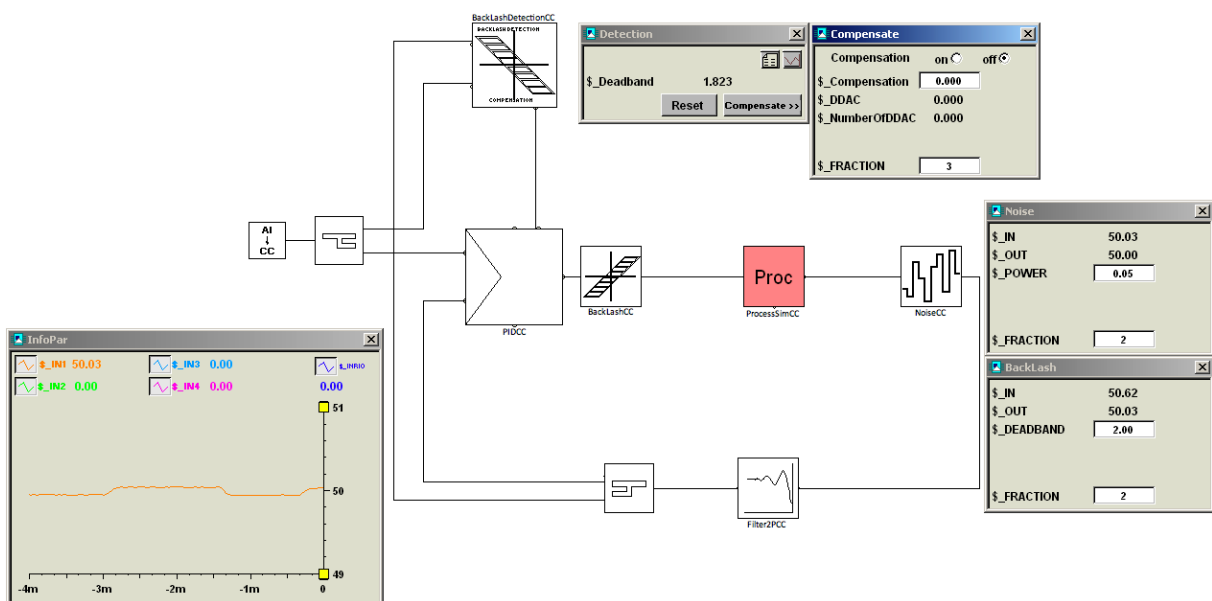 BackLashDetectionCC
BACKLASH DETECTION
COMPENSATION
Detection
$_Deadband 1.823
Reset Compensate >>
Compensate
Compensation on off
$_Compensation 0.000
$_DDAC 0.000
$_NumberOfDDAC 0.000
$_FRACTION 3
AI
↓
CC
PIDCC
BackLashCC
Proc
ProcessSimCC
NoiseCC
Noise
$_IN 50.03
$_OUT 50.00
$_POWER 0.05
$_FRACTION 2
InfoPar
$_IN1 50.03 $_IN3 0.00 $_INRIO
$_IN2 0.00 $_IN4 0.00 0.00
51
50
49
-4m -3m -2m -1m 0
BackLash
$_IN 50.62
$_OUT 50.03
$_DEADBAND 2.00
$_FRACTION 2
Filter2PCC